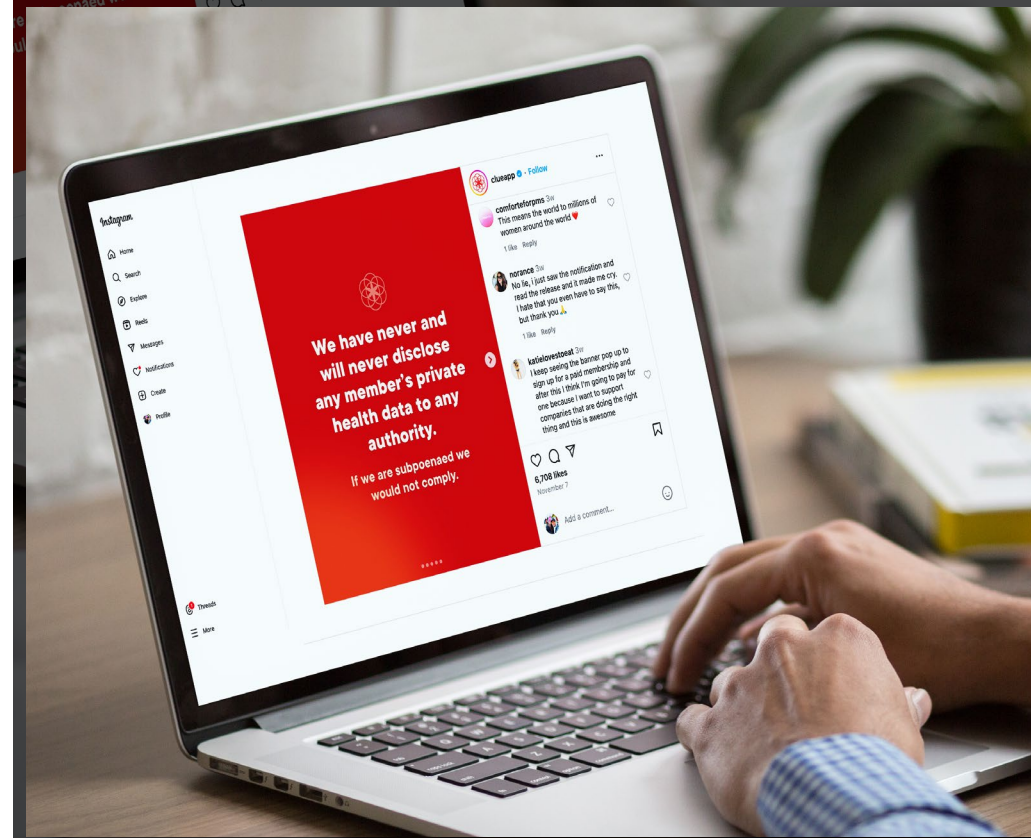 Instagram
Home
Search
Explore
Reels
Messages
Notifications
Create
Profile
Threads
More
We have never and
will never disclose
any member's private
health data to any
authority.
If we are subpoenaed we
would not comply.
clueapp • Follow
comforteforpms 3w
This means the world to millions of
women around the world ❤️
1 like Reply
norance 3w
No lie, i just saw the notification and
read the release and it made me cry.
I hate that you even have to say this,
but thank you 🙏
1 like Reply
katielovestoeat 3w
I keep seeing the banner pop up to
sign up for a paid membership and
after this I think I'm going to pay for
one because I want to support
companies that are doing the right
thing and this is awesome
6,708 likes
November 7
Add a comment...